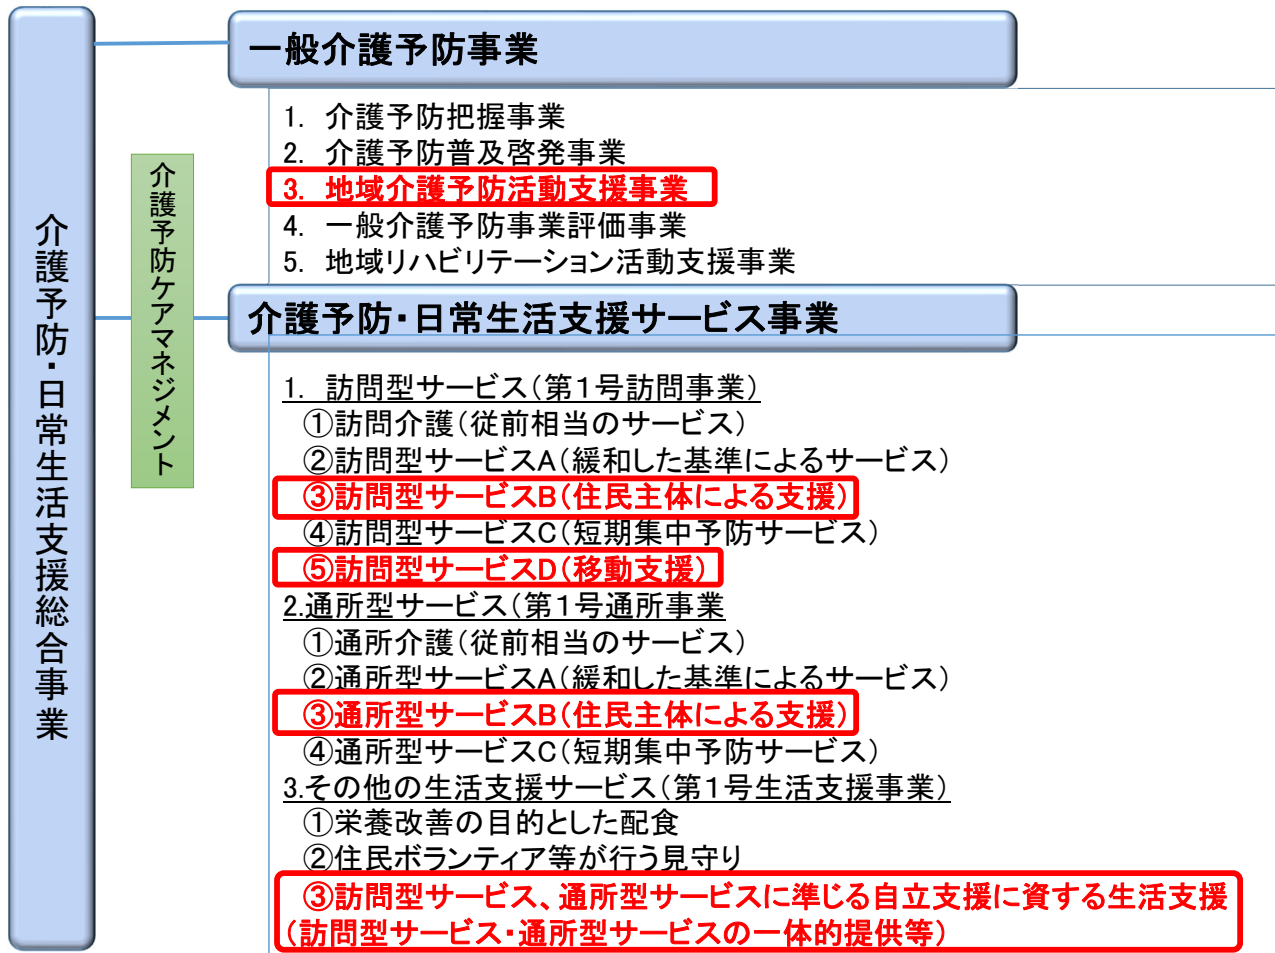 介護予防・日常生活支援総合事業
介護予防ケアマネジメント
一般介護予防事業
1. 介護予防把握事業
2. 介護予防普及啓発事業
3. 地域介護予防活動支援事業
4. 一般介護予防事業評価事業
5. 地域リハビリテーション活動支援事業
介護予防・日常生活支援サービス事業
1. 訪問型サービス(第1号訪問事業)
①訪問介護(従前相当のサービス)
②訪問型サービスA(緩和した基準によるサービス)
③訪問型サービスB(住民主体による支援)
④訪問型サービスC(短期集中予防サービス)
⑤訪問型サービスD(移動支援)
2.通所型サービス(第1号通所事業
①通所介護(従前相当のサービス)
②通所型サービスA(緩和した基準によるサービス)
③通所型サービスB(住民主体による支援)
④通所型サービスC(短期集中予防サービス)
3.その他の生活支援サービス(第1号生活支援事業)
①栄養改善の目的とした配食
②住民ボランティア等が行う見守り
③訪問型サービス、通所型サービスに準じる自立支援に資する生活支援
(訪問型サービス・通所型サービスの一体的提供等)